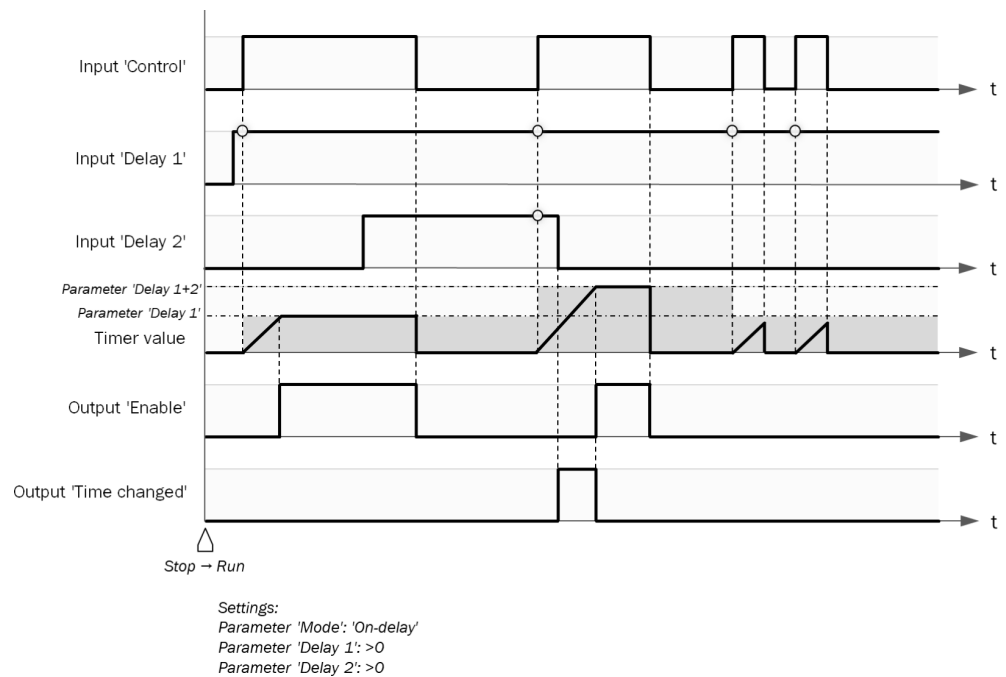 Input 'Control'
t
Input 'Delay 1'
t
Input 'Delay 2'
t
Parameter 'Delay 1+2'
Parameter 'Delay 1'
Timer value
t
Output 'Enable'
t
Output 'Time changed'
t
Stop → Run
Settings:
Parameter 'Mode': 'On-delay'
Parameter 'Delay 1': >0
Parameter 'Delay 2': >0